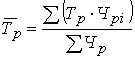 T̅ₚ = ∑(Tₚ · Чₚᵢ) / ∑Чₚ